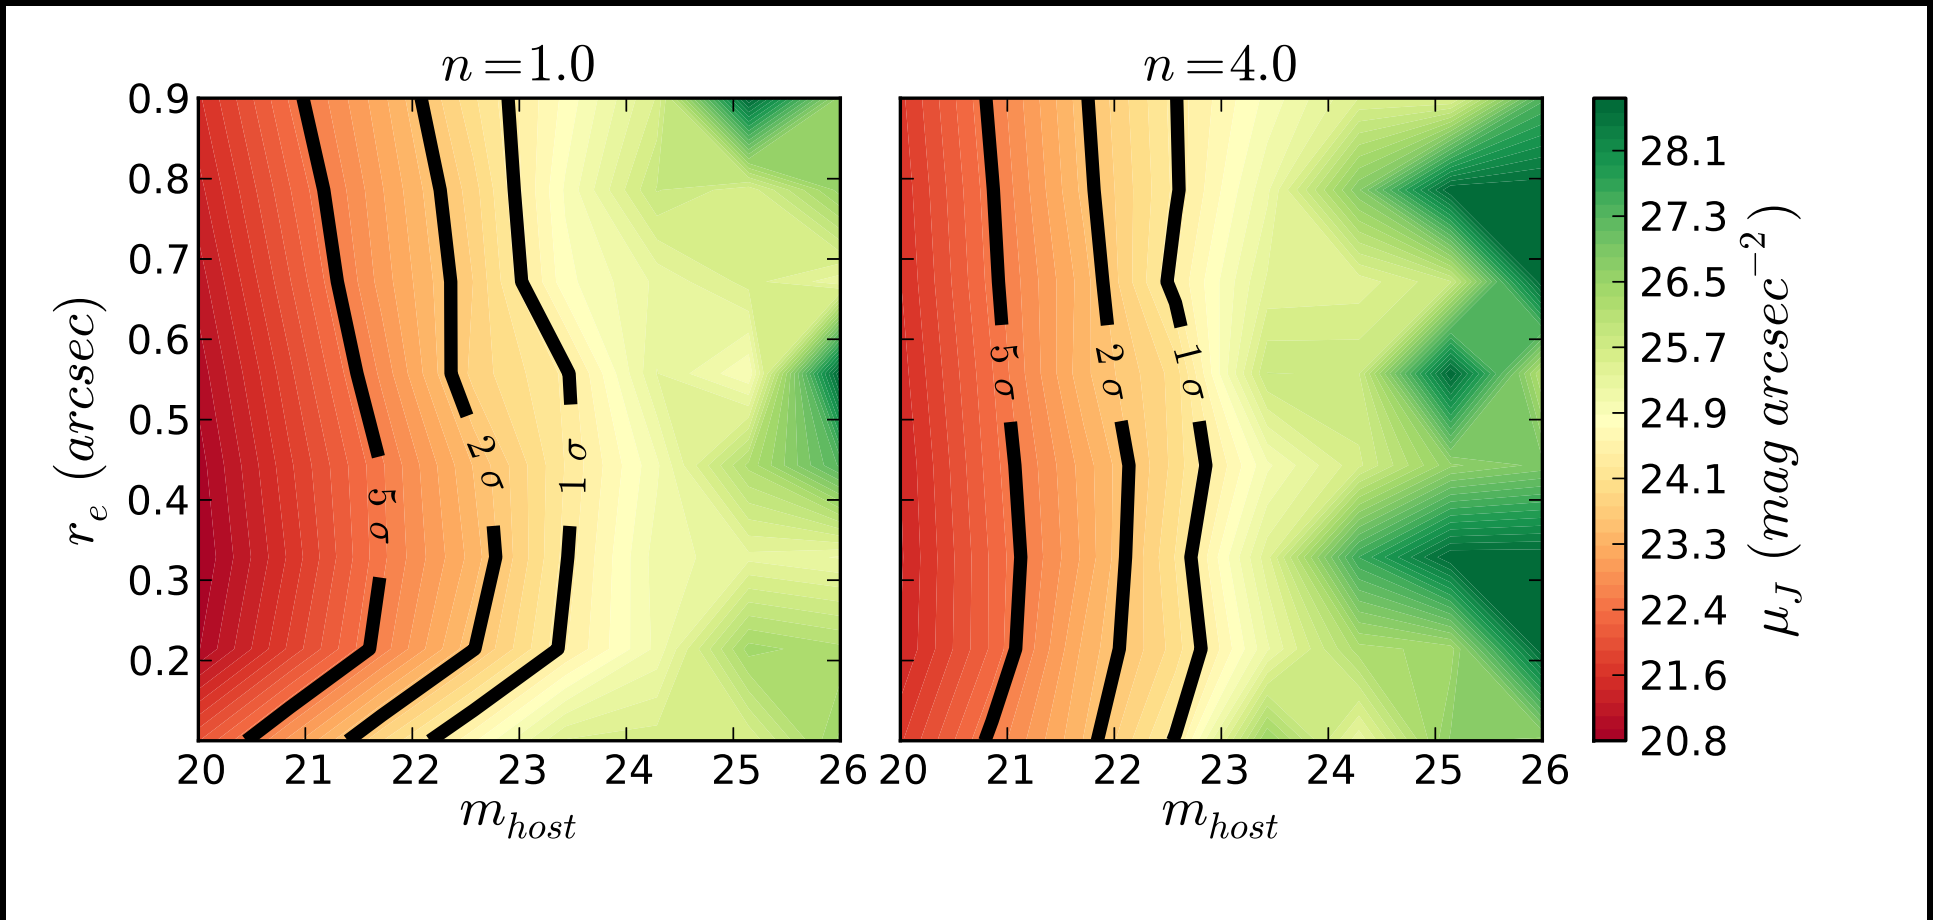 n = 1.0
n = 4.0
0.9
0.8
0.7
0.6
0.5
0.4
0.3
0.2
r_e (arcsec)
5 σ
2 σ
1 σ
5 σ
2 σ
1 σ
20 21 22 23 24 25 26
20 21 22 23 24 25 26
m_host
m_host
28.1
27.3
26.5
25.7
24.9
24.1
23.3
22.4
21.6
20.8
μ_J (mag arcsec⁻²)